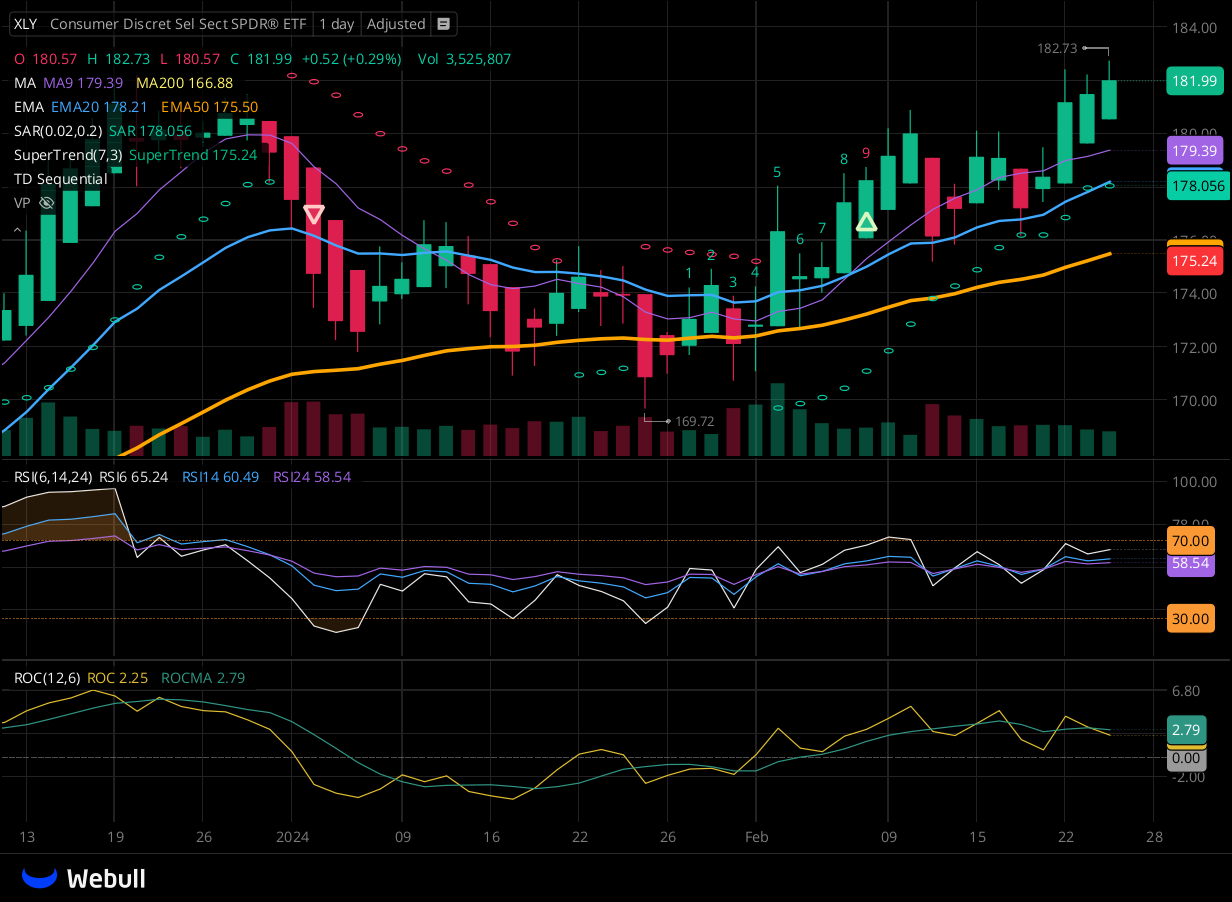 XLY Consumer Discret Sel Sect SPDR® ETF 1 day Adjusted
184.00
182.73
O 180.57 H 182.73 L 180.57 C 181.99 +0.52 (+0.29%) Vol 3,525,807
MA MA9 179.39 MA200 166.88
181.99
EMA EMA20 178.21 EMA50 175.50
SAR(0.02,0.2) SAR 178.056
180.00
SuperTrend(7,3) SuperTrend 175.24
179.39
TD Sequential
178.056
VP
1 2 3 4 5 6 7 8 9
176.00
175.24
174.00
172.00
170.00
169.72
RSI(6,14,24) RSI6 65.24 RSI14 60.49 RSI24 58.54
100.00
78.00
70.00
58.54
30.00
ROC(12,6) ROC 2.25 ROCMA 2.79
6.80
2.79
0.00
-2.00
13 19 26 2024 09 16 22 26 Feb 09 15 22 28
Webull